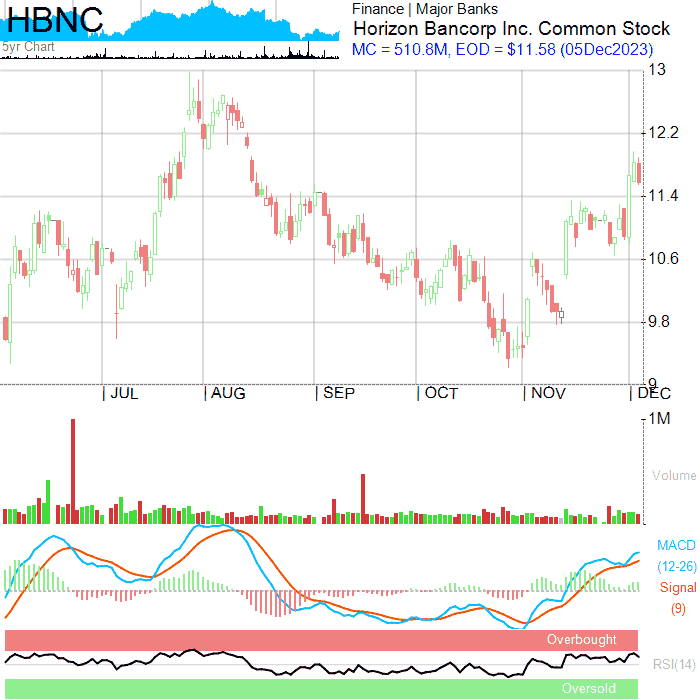 HBNC
5yr Chart
Finance | Major Banks
Horizon Bancorp Inc. Common Stock
MC = 510.8M, EOD = $11.58 (05Dec2023)
13
12.2
11.4
10.6
9.8
9
| JUL | AUG | SEP | OCT | NOV | DEC
1M
Volume
MACD
(12-26)
Signal
(9)
Overbought
RSI(14)
Oversold